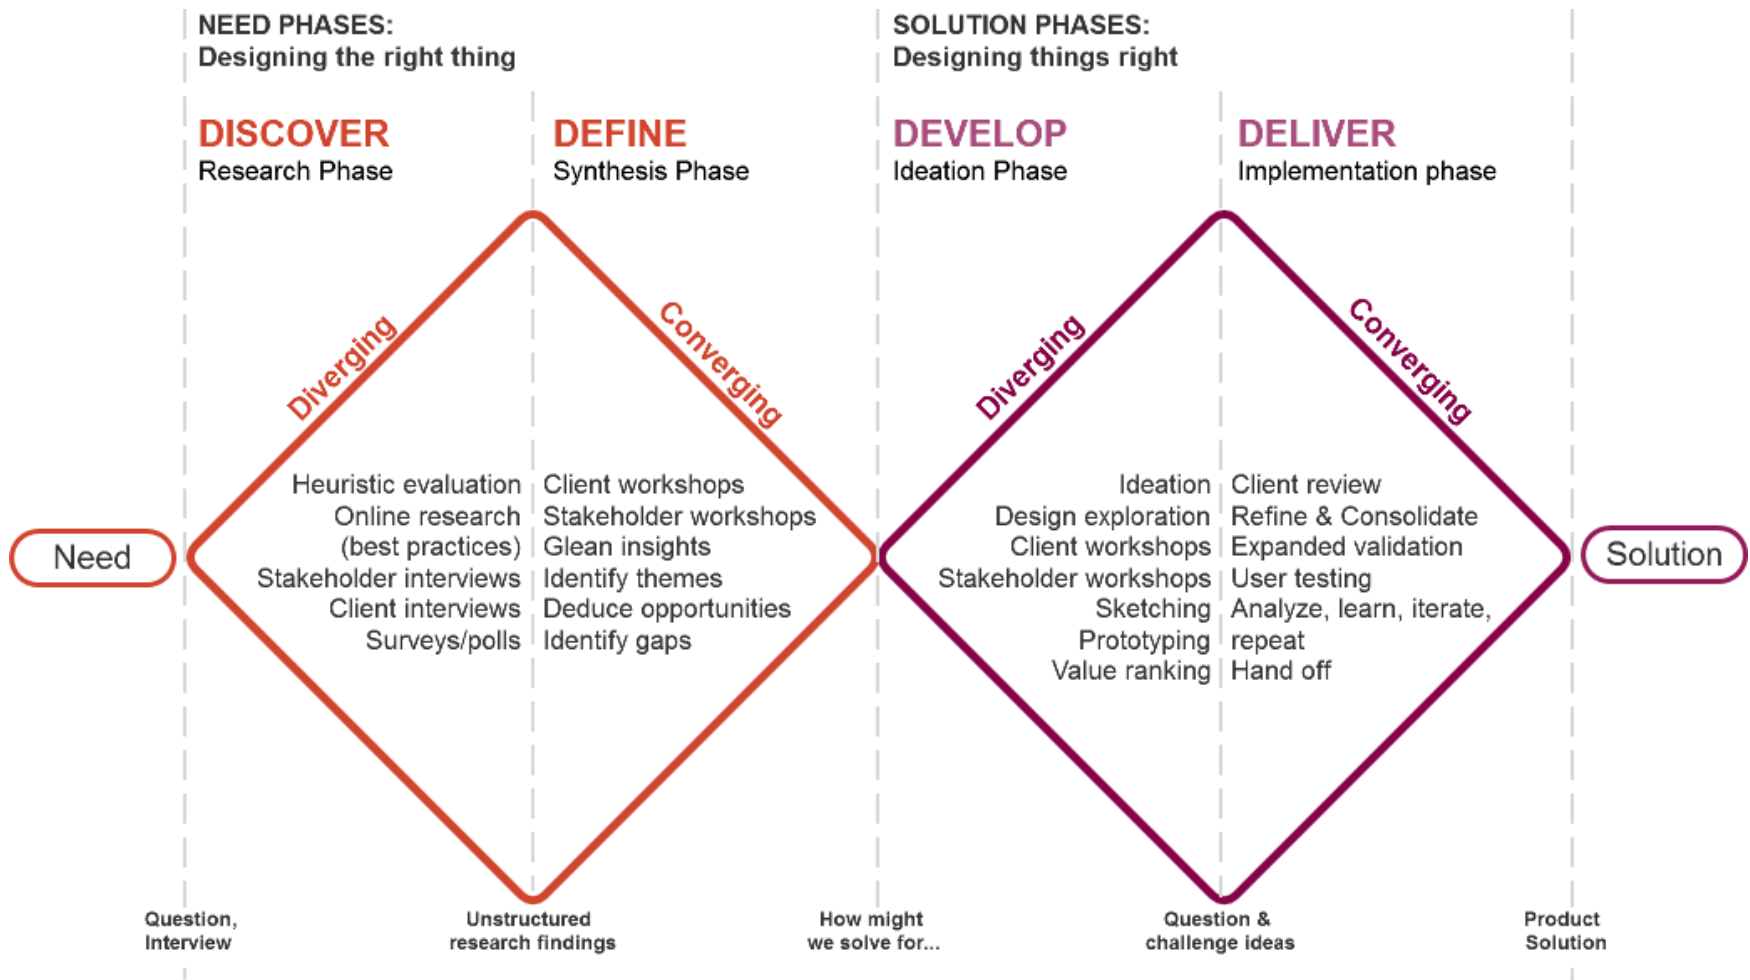 NEED PHASES:
Designing the right thing
SOLUTION PHASES:
Designing things right
DISCOVER
Research Phase
DEFINE
Synthesis Phase
DEVELOP
Ideation Phase
DELIVER
Implementation phase
Diverging
Converging
Diverging
Converging
Need
Heuristic evaluation
Online research
(best practices)
Stakeholder interviews
Client interviews
Surveys/polls
Client workshops
Stakeholder workshops
Glean insights
Identify themes
Deduce opportunities
Identify gaps
Ideation
Design exploration
Client workshops
Stakeholder workshops
Sketching
Prototyping
Value ranking
Client review
Refine & Consolidate
Expanded validation
User testing
Analyze, learn, iterate,
repeat
Hand off
Solution
Question,
Interview
Unstructured
research findings
How might
we solve for...
Question &
challenge ideas
Product
Solution